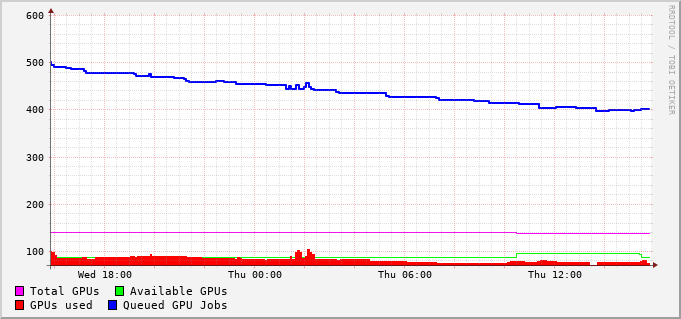 600
500
400
300
200
100
Wed 18:00 Thu 00:00 Thu 06:00 Thu 12:00
Total GPUs Available GPUs
GPUs used Queued GPU Jobs
RRDTOOL / TOBI OETIKER